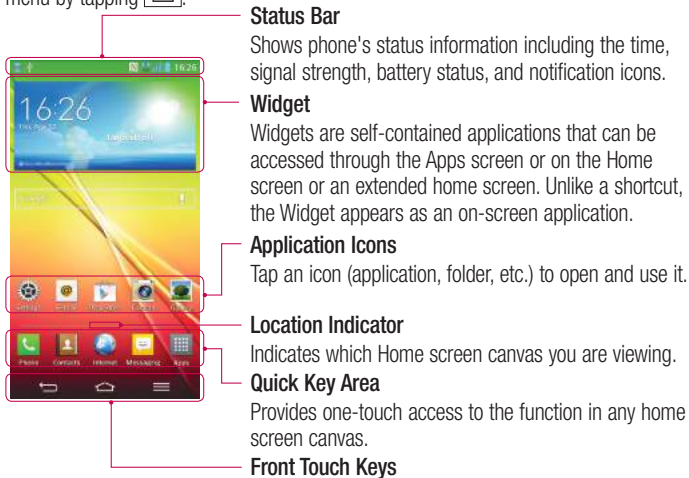 menu by tapping
Status Bar
Shows phone's status information including the time,
signal strength, battery status, and notification icons.
Widget
Widgets are self-contained applications that can be
accessed through the Apps screen or on the Home
screen or an extended home screen. Unlike a shortcut,
the Widget appears as an on-screen application.
Application Icons
Tap an icon (application, folder, etc.) to open and use it.
Location Indicator
Indicates which Home screen canvas you are viewing.
Quick Key Area
Provides one-touch access to the function in any home
screen canvas.
Front Touch Keys
16:26
16:26
Phone Contacts Internet Messaging Apps